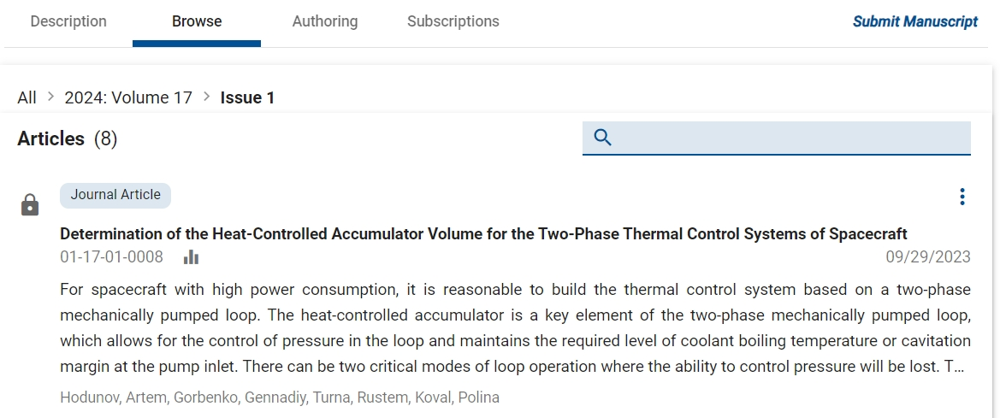 Description Browse Authoring Subscriptions Submit Manuscript
All > 2024: Volume 17 > Issue 1
Articles (8)
Journal Article
Determination of the Heat-Controlled Accumulator Volume for the Two-Phase Thermal Control Systems of Spacecraft
01-17-01-0008 09/29/2023
For spacecraft with high power consumption, it is reasonable to build the thermal control system based on a two-phase
mechanically pumped loop. The heat-controlled accumulator is a key element of the two-phase mechanically pumped loop,
which allows for the control of pressure in the loop and maintains the required level of coolant boiling temperature or cavitation
margin at the pump inlet. There can be two critical modes of loop operation where the ability to control pressure will be lost. T...
Hodunov, Artem, Gorbenko, Gennadiy, Turna, Rustem, Koval, Polina